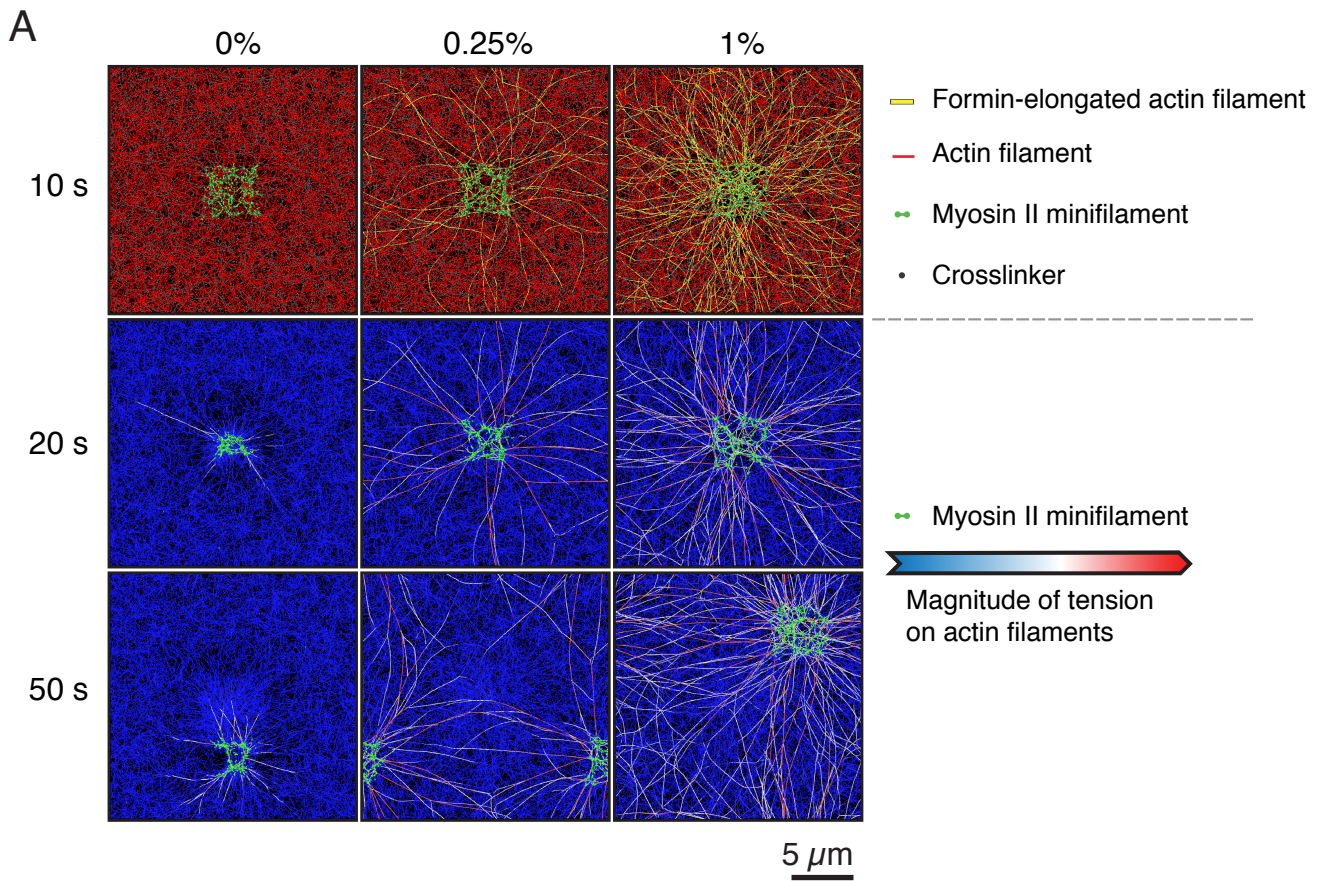 A
0%
0.25%
1%
10 s
20 s
50 s
Formin-elongated actin filament
Actin filament
Myosin II minifilament
Crosslinker
Myosin II minifilament
Magnitude of tension
on actin filaments
5 µm